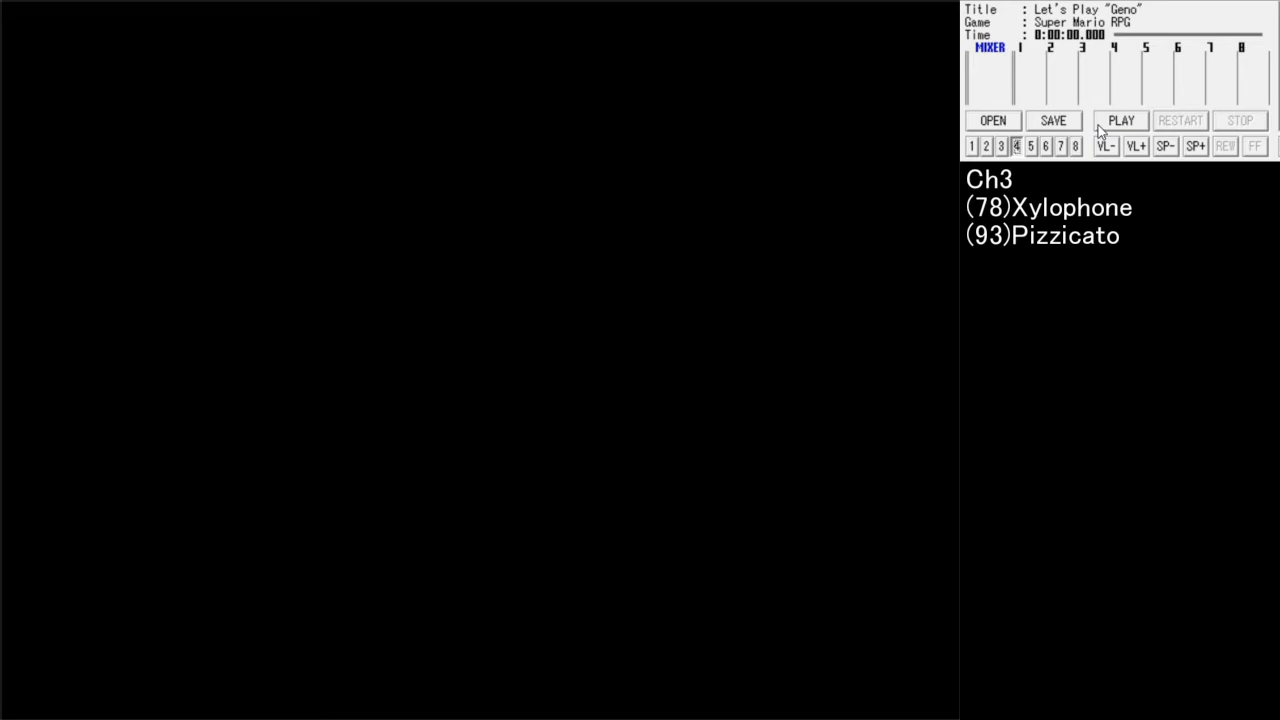 Title : Let's Play "Geno"
Game : Super Mario RPG
Time : 0:00:00.000
MIXER 1 2 3 4 5 6 7 8
OPEN SAVE PLAY RESTART STOP
1 2 3 4 5 6 7 8 VL- VL+ SP- SP+ REW FF
Ch3
(78)Xylophone
(93)Pizzicato